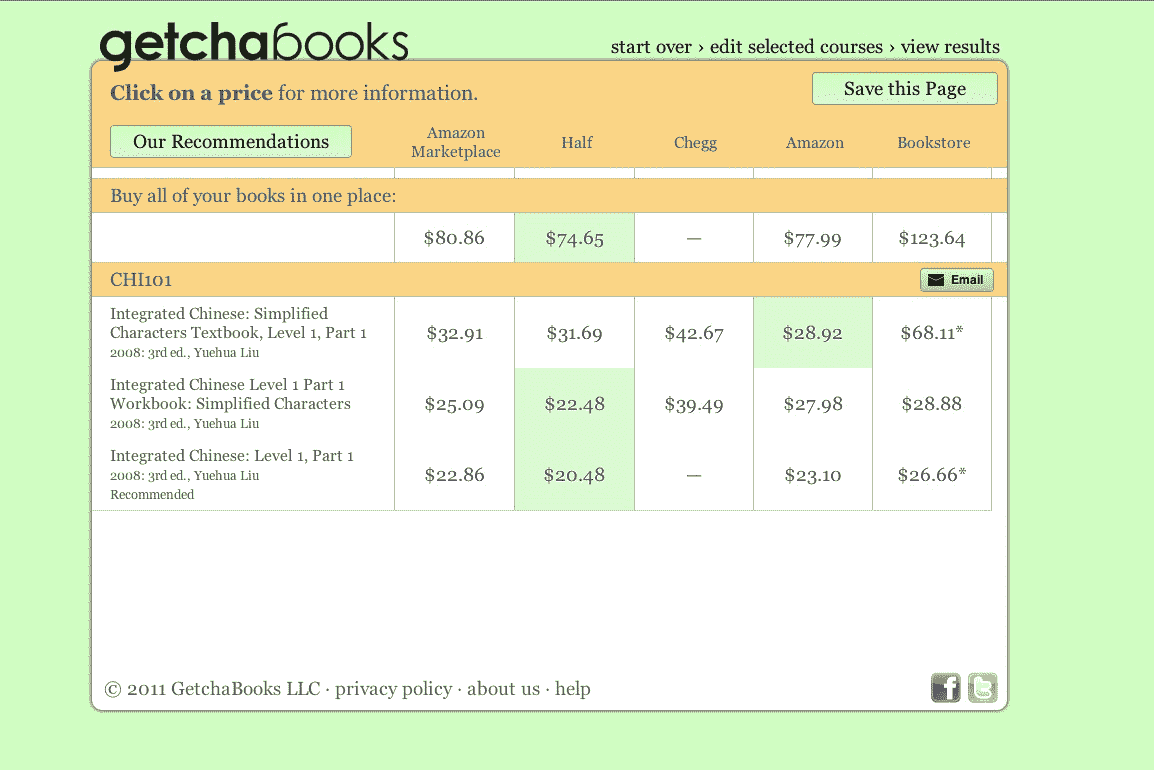 getchabooks
start over › edit selected courses › view results
Click on a price for more information.
Save this Page
Our Recommendations
Amazon
Marketplace
Half
Chegg
Amazon
Bookstore
Buy all of your books in one place:
$80.86 $74.65 — $77.99 $123.64
CHI101
Email
Integrated Chinese: Simplified
Characters Textbook, Level 1, Part 1
2008: 3rd ed., Yuehua Liu
$32.91 $31.69 $42.67 $28.92 $68.11*
Integrated Chinese Level 1 Part 1
Workbook: Simplified Characters
2008: 3rd ed., Yuehua Liu
$25.09 $22.48 $39.49 $27.98 $28.88
Integrated Chinese: Level 1, Part 1
2008: 3rd ed., Yuehua Liu
Recommended
$22.86 $20.48 — $23.10 $26.66*
© 2011 GetchaBooks LLC · privacy policy · about us · help